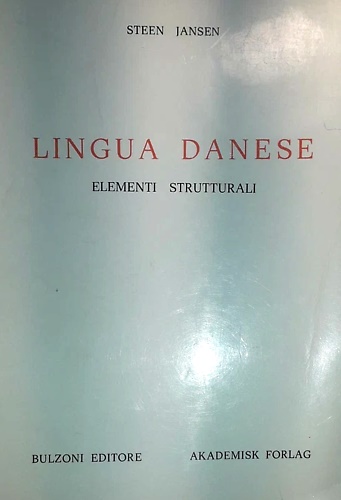 STEEN JANSEN
LINGUA DANESE
ELEMENTI STRUTTURALI
BULZONI EDITORE AKADEMISK FORLAG